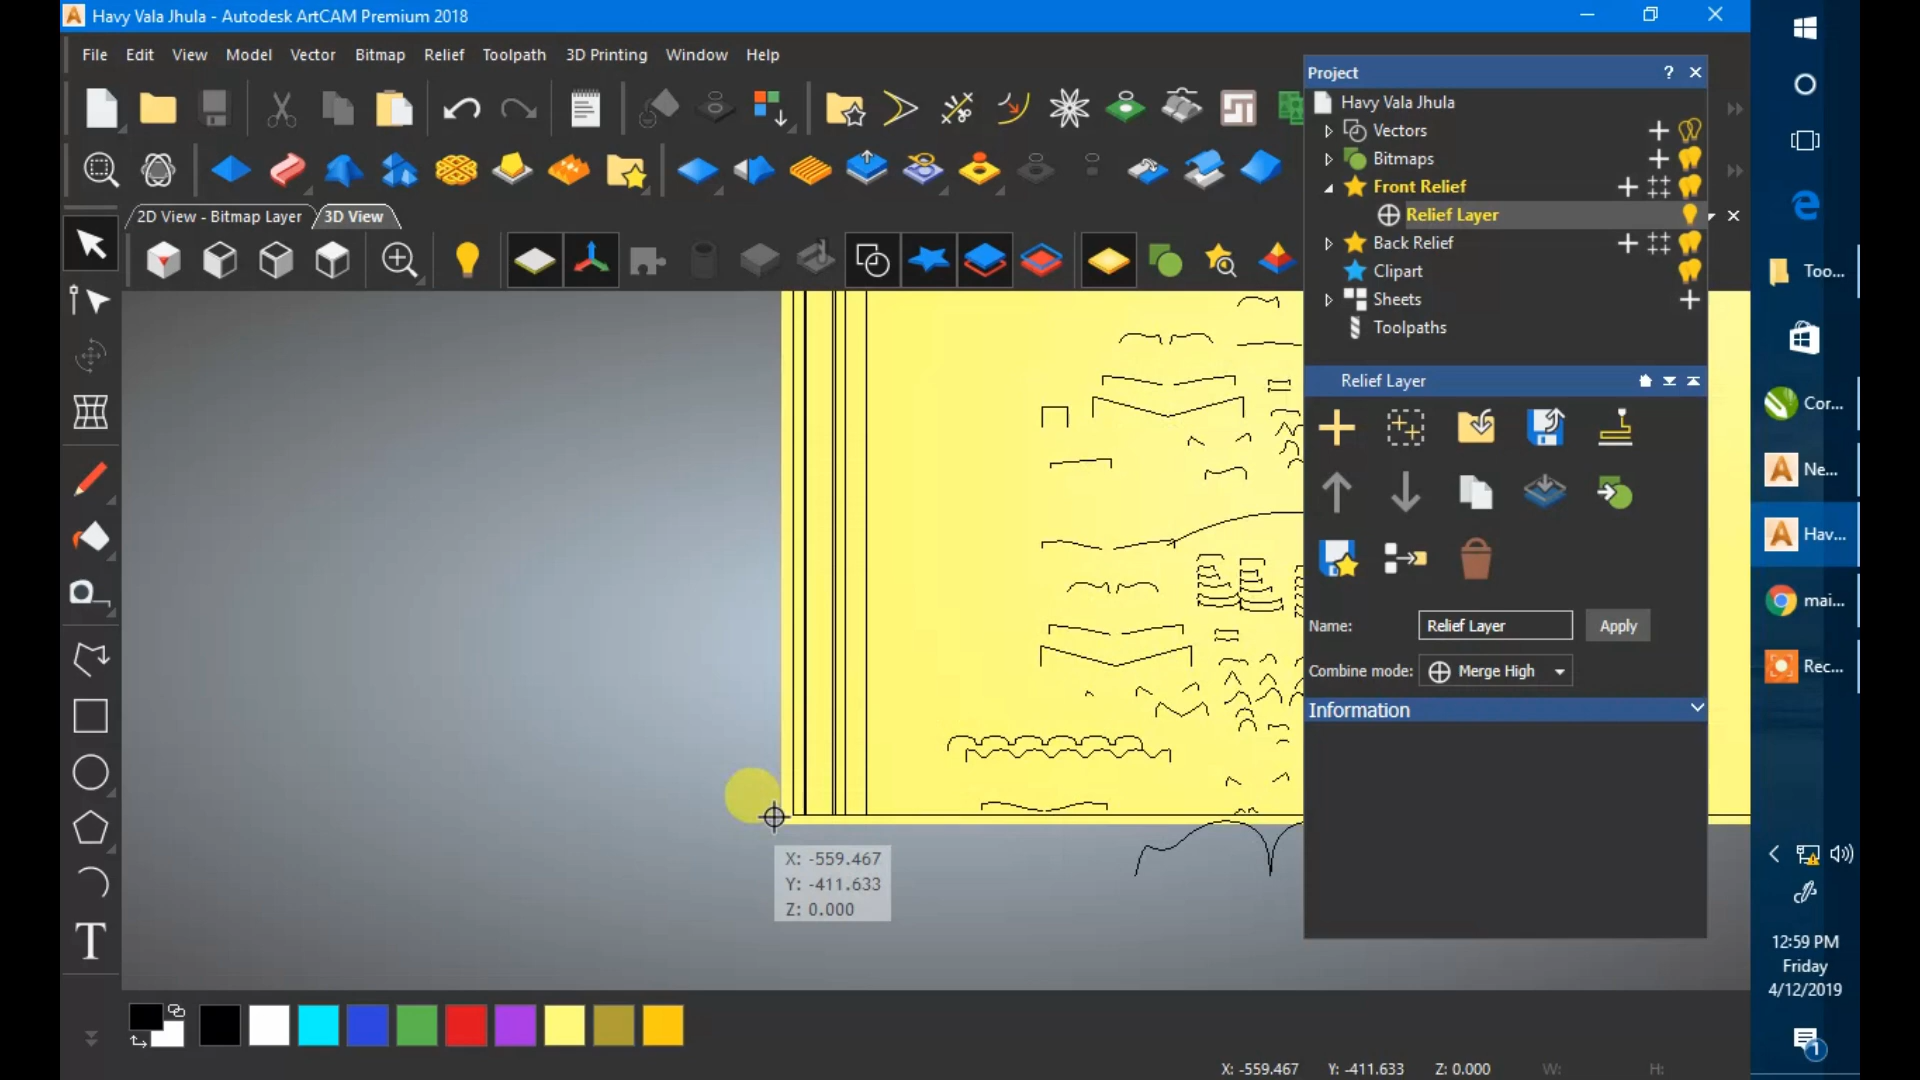 Havy Vala Jhula - Autodesk ArtCAM Premium 2018
File Edit View Model Vector Bitmap Relief Toolpath 3D Printing Window Help
Project
?
Havy Vala Jhula
Vectors
Bitmaps
Front Relief
Relief Layer
Back Relief
Clipart
Sheets
Toolpaths
2D View - Bitmap Layer
3D View
Relief Layer
Name: Relief Layer Apply
Combine mode: Merge High
Information
X: -559.467
Y: -411.633
Z: 0.000
T
X: -559.467 Y: -411.633 Z: 0.000 W: H:
Too...
Cor...
Ne...
Hav...
mai...
Rec...
12:59 PM
Friday
4/12/2019
1